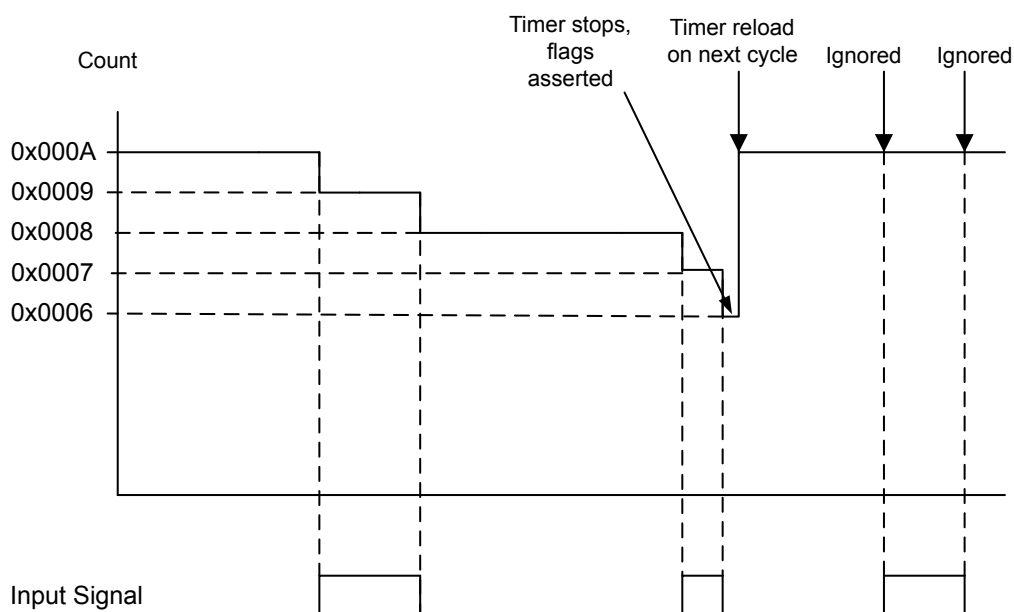 Timer stops,
flags
asserted
Timer reload
on next cycle
Ignored
Ignored
Count
0x000A
0x0009
0x0008
0x0007
0x0006
Input Signal